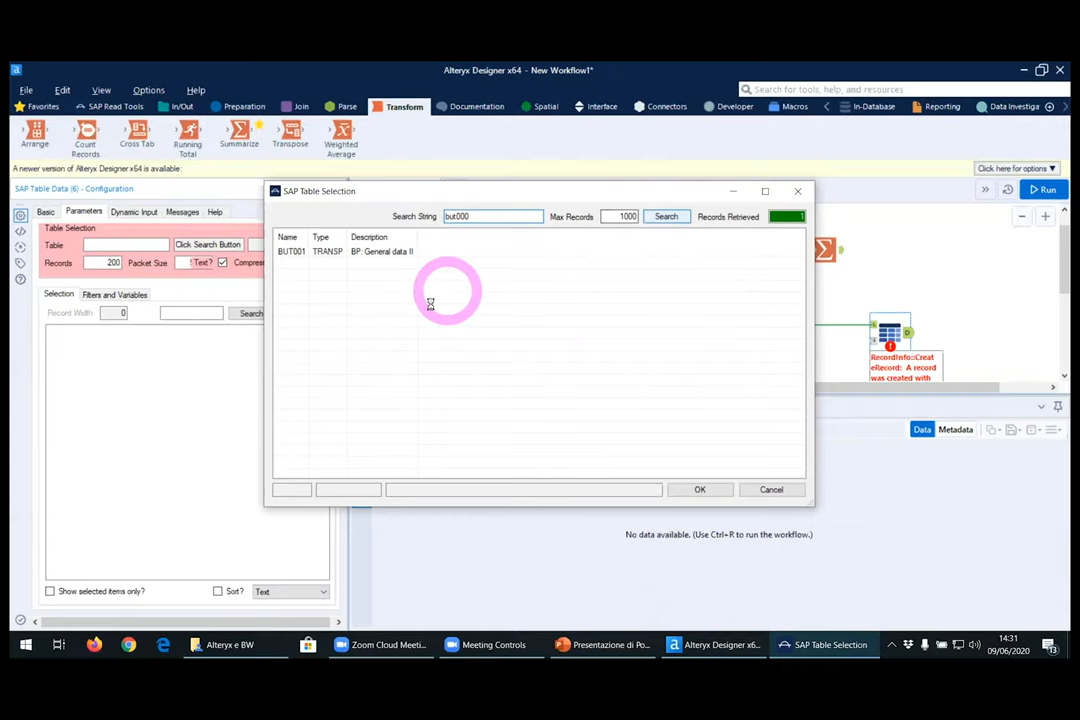 Alteryx Designer x64 - New Workflow1*
File Edit View Options Help
Search for tools, help, and resources...
Favorites SAP Read Tools In/Out Preparation Join Parse Transform Documentation Spatial Interface Connectors Developer Macros In-Database Reporting Data Investiga
Arrange Count Records Cross Tab Running Total Summarize Transpose Weighted Average
A newer version of Alteryx Designer x64 is available:
Click here for options ▼
SAP Table Data (6) - Configuration
Run
Basic Parameters Dynamic Input Messages Help
Table Selection
Table Click Search Button
Records 200 Packet Size Text? Compres
Selection Filters and Variables
Record Width 0 Search
Show selected items only? Sort? Text
SAP Table Selection
Search String but000 Max Records 1000 Search Records Retrieved 1
Name Type Description
BUT001 TRANSP BP: General data II
OK Cancel
A
D
RecordInfo::Creat
eRecord: A record
was created with
Data Metadata
No data available. (Use Ctrl+R to run the workflow.)
Alteryx e BW
Zoom Cloud Meeti...
Meeting Controls
Presentazione di Po...
Alteryx Designer x6...
SAP Table Selection
14:31
09/06/2020
13